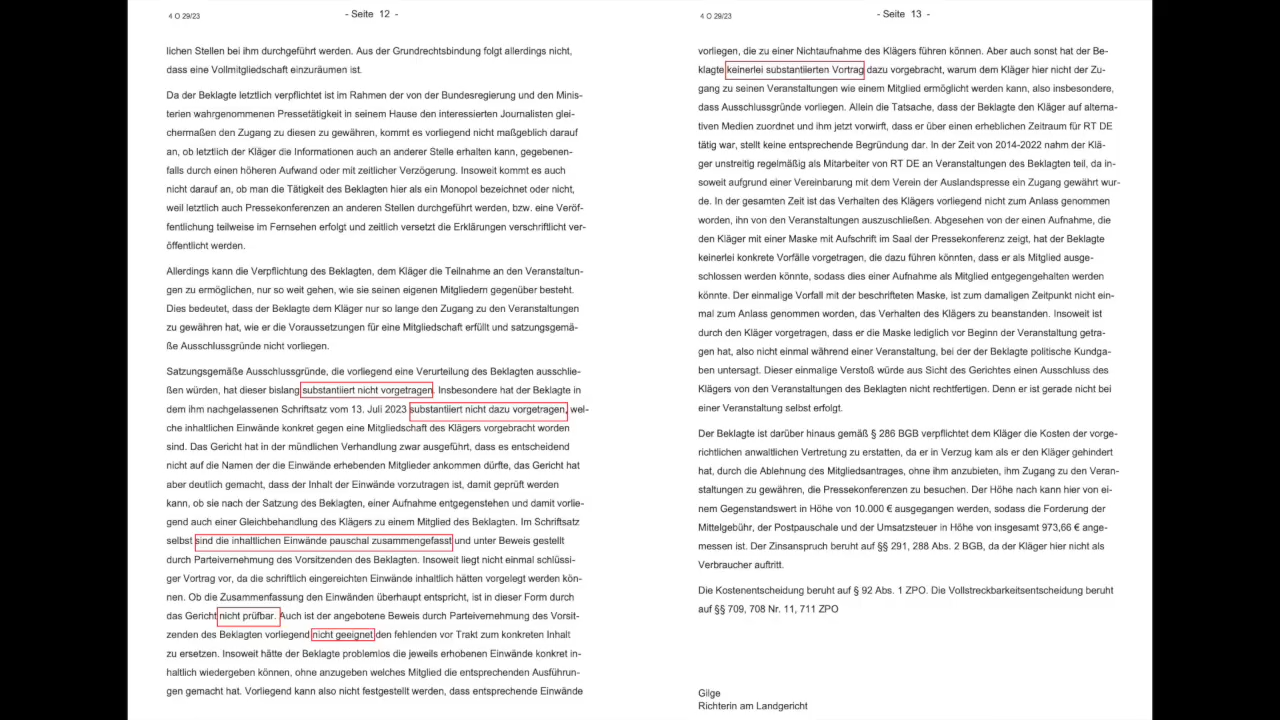 4 O 29/23
- Seite 12 -
lichen Stellen bei ihm durchgeführt werden. Aus der Grundrechtsbindung folgt allerdings nicht,
dass eine Vollmitgliedschaft einzuräumen ist.
Da der Beklagte letztlich verpflichtet ist im Rahmen der von der Bundesregierung und den Minis-
terien wahrgenommenen Pressetätigkeit in seinem Hause den interessierten Journalisten glei-
chermaßen den Zugang zu diesen zu gewähren, kommt es vorliegend nicht maßgeblich darauf
an, ob letztlich der Kläger die Informationen auch an anderer Stelle erhalten kann, gegebenen-
falls durch einen höheren Aufwand oder mit zeitlicher Verzögerung. Insoweit kommt es auch
nicht darauf an, ob man die Tätigkeit des Beklagten hier als ein Monopol bezeichnet oder nicht,
weil letztlich auch Pressekonferenzen an anderen Stellen durchgeführt werden, bzw. eine Veröf-
fentlichung teilweise im Fernsehen erfolgt und zeitlich versetzt die Erklärungen verschriftlicht ver-
öffentlicht werden.
Allerdings kann die Verpflichtung des Beklagten, dem Kläger die Teilnahme an den Veranstaltun-
gen zu ermöglichen, nur so weit gehen, wie sie seinen eigenen Mitgliedern gegenüber besteht.
Dies bedeutet, dass der Beklagte dem Kläger nur so lange den Zugang zu den Veranstaltungen
zu gewähren hat, wie er die Voraussetzungen für eine Mitgliedschaft erfüllt und satzungsgemä-
ße Ausschlussgründe nicht vorliegen.
Satzungsgemäße Ausschlussgründe, die vorliegend eine Verurteilung des Beklagten ausschlie-
ßen würden, hat dieser bislang substantiiert nicht vorgetragen. Insbesondere hat der Beklagte in
dem ihm nachgelassenen Schriftsatz vom 13. Juli 2023 substantiiert nicht dazu vorgetragen, wel-
che inhaltlichen Einwände konkret gegen eine Mitgliedschaft des Klägers vorgebracht worden
sind. Das Gericht hat in der mündlichen Verhandlung zwar ausgeführt, dass es entscheidend
nicht auf die Namen der die Einwände erhebenden Mitglieder ankommen dürfte, das Gericht hat
aber deutlich gemacht, dass der Inhalt der Einwände vorzutragen ist, damit geprüft werden
kann, ob sie nach der Satzung des Beklagten, einer Aufnahme entgegenstehen und damit vorlie-
gend auch einer Gleichbehandlung des Klägers zu einem Mitglied des Beklagten. Im Schriftsatz
selbst sind die inhaltlichen Einwände pauschal zusammengefasst und unter Beweis gestellt
durch Parteivernehmung des Vorsitzenden des Beklagten. Insoweit liegt nicht einmal schlüssi-
ger Vortrag vor, da die schriftlich eingereichten Einwände inhaltlich hätten vorgelegt werden kön-
nen. Ob die Zusammenfassung den Einwänden überhaupt entspricht, ist in dieser Form durch
das Gericht nicht prüfbar. Auch ist der angebotene Beweis durch Parteivernehmung des Vorsit-
zenden des Beklagten vorliegend nicht geeignet den fehlenden vor Trakt zum konkreten Inhalt
zu ersetzen. Insoweit hätte der Beklagte problemlos die jeweils erhobenen Einwände konkret in-
haltlich wiedergeben können, ohne anzugeben welches Mitglied die entsprechenden Ausführun-
gen gemacht hat. Vorliegend kann also nicht festgestellt werden, dass entsprechende Einwände
4 O 29/23
- Seite 13 -
vorliegen, die zu einer Nichtaufnahme des Klägers führen können. Aber auch sonst hat der Be-
klagte keinerlei substantiierten Vortrag dazu vorgebracht, warum dem Kläger hier nicht der Zu-
gang zu seinen Veranstaltungen wie einem Mitglied ermöglicht werden kann, also insbesondere,
dass Ausschlussgründe vorliegen. Allein die Tatsache, dass der Beklagte den Kläger auf alterna-
tiven Medien zuordnet und ihm jetzt vorwirft, dass er über einen erheblichen Zeitraum für RT DE
tätig war, stellt keine entsprechende Begründung dar. In der Zeit von 2014-2022 nahm der Klä-
ger unstreitig regelmäßig als Mitarbeiter von RT DE an Veranstaltungen des Beklagten teil, da in-
soweit aufgrund einer Vereinbarung mit dem Verein der Auslandspresse ein Zugang gewährt wur-
de. In der gesamten Zeit ist das Verhalten des Klägers vorliegend nicht zum Anlass genommen
worden, ihn von den Veranstaltungen auszuschließen. Abgesehen von der einen Aufnahme, die
den Kläger mit einer Maske mit Aufschrift im Saal der Pressekonferenz zeigt, hat der Beklagte
keinerlei konkrete Vorfälle vorgetragen, die dazu führen könnten, dass er als Mitglied ausge-
schlossen werden könnte, sodass dies einer Aufnahme als Mitglied entgegengehalten werden
könnte. Der einmalige Vorfall mit der beschrifteten Maske, ist zum damaligen Zeitpunkt nicht ein-
mal zum Anlass genommen worden, das Verhalten des Klägers zu beanstanden. Insoweit ist
durch den Kläger vorgetragen, dass er die Maske lediglich vor Beginn der Veranstaltung getra-
gen hat, also nicht einmal während einer Veranstaltung, bei der der Beklagte politische Kundga-
ben untersagt. Dieser einmalige Verstoß würde aus Sicht des Gerichtes einen Ausschluss des
Klägers von den Veranstaltungen des Beklagten nicht rechtfertigen. Denn er ist gerade nicht bei
einer Veranstaltung selbst erfolgt.
Der Beklagte ist darüber hinaus gemäß § 286 BGB verpflichtet dem Kläger die Kosten der vorge-
richtlichen anwaltlichen Vertretung zu erstatten, da er in Verzug kam als er den Kläger gehindert
hat, durch die Ablehnung des Mitgliedsantrages, ohne ihm anzubieten, ihm Zugang zu den Veran-
staltungen zu gewähren, die Pressekonferenzen zu besuchen. Der Höhe nach kann hier von ei-
nem Gegenstandswert in Höhe von 10.000 € ausgegangen werden, sodass die Forderung der
Mittelgebühr, der Postpauschale und der Umsatzsteuer in Höhe von insgesamt 973,66 € ange-
messen ist. Der Zinsanspruch beruht auf §§ 291, 288 Abs. 2 BGB, da der Kläger hier nicht als
Verbraucher auftritt.
Die Kostenentscheidung beruht auf § 92 Abs. 1 ZPO. Die Vollstreckbarkeitsentscheidung beruht
auf §§ 709, 708 Nr. 11, 711 ZPO
Gilge
Richterin am Landgericht